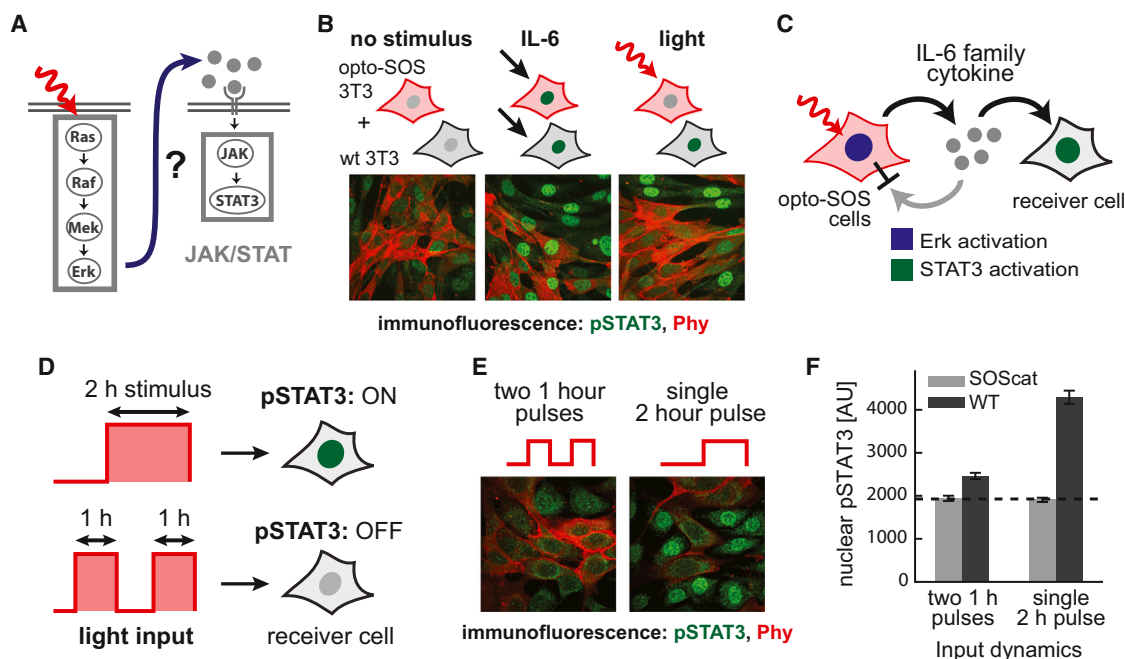 A
Ras
Raf
Mek
Erk
?
JAK
STAT3
JAK/STAT
B
no stimulus
IL-6
light
opto-SOS
3T3
+
wt 3T3
immunofluorescence: pSTAT3, Phy
C
IL-6 family
cytokine
opto-SOS
cells
receiver cell
Erk activation
STAT3 activation
D
2 h stimulus
pSTAT3: ON
1 h
1 h
pSTAT3: OFF
light input
receiver cell
E
two 1 hour
pulses
single
2 hour pulse
immunofluorescence: pSTAT3, Phy
F
SOScat
WT
nuclear pSTAT3 [AU]
4000
3000
2000
1000
0
two 1 h
pulses
single
2 h pulse
Input dynamics